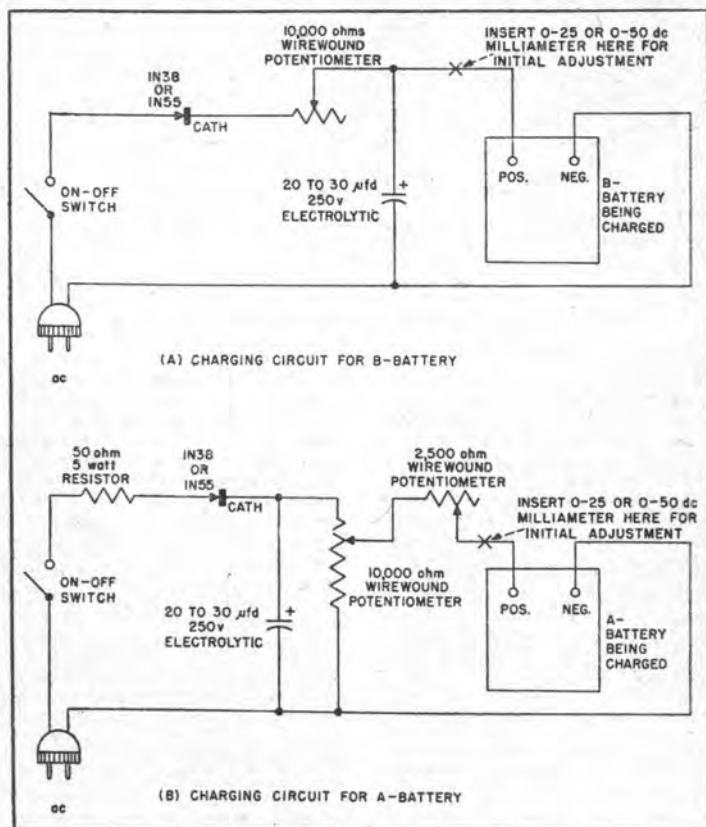 10,000 ohms
WIREWOUND
POTENTIOMETER
INSERT 0-25 OR 0-50 dc
MILLIAMETER HERE FOR
INITIAL ADJUSTMENT
IN38
OR
IN55
CATH
ON-OFF
SWITCH
20 TO 30 µfd
250v
ELECTROLYTIC
+
POS.
NEG.
B-
BATTERY
BEING
CHARGED
ac
(A) CHARGING CIRCUIT FOR B-BATTERY
50 ohm
5 watt
RESISTOR
IN38
OR
IN55
CATH
2,500 ohm
WIREWOUND
POTENTIOMETER
INSERT 0-25 OR 0-50 dc
MILLIAMETER HERE FOR
INITIAL ADJUSTMENT
ON-OFF
SWITCH
20 TO 30 µfd
250v
ELECTROLYTIC
+
10,000 ohm
WIREWOUND
POTENTIOMETER
POS.
NEG.
A-
BATTERY
BEING
CHARGED
ac
(B) CHARGING CIRCUIT FOR A-BATTERY